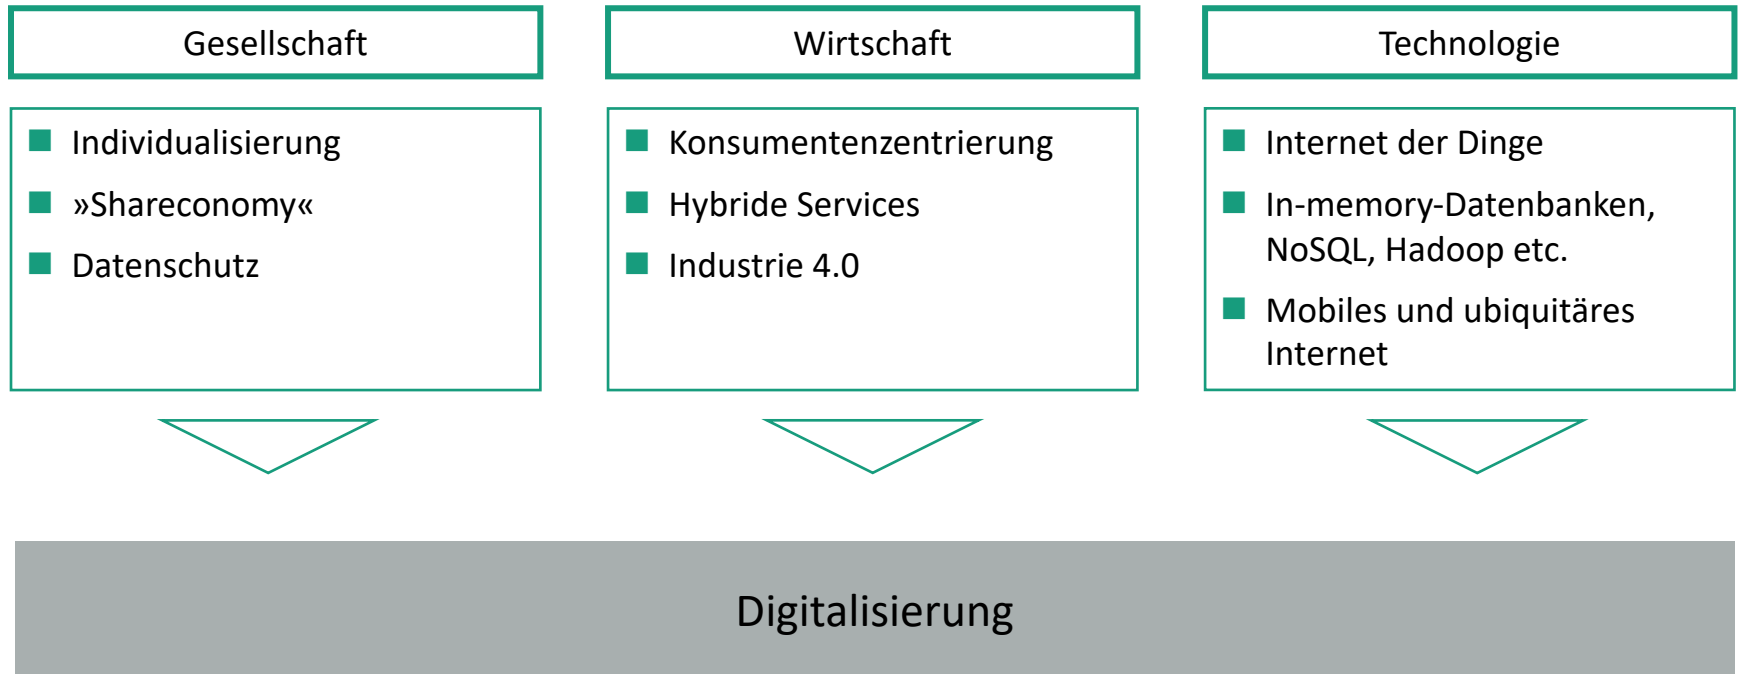 Gesellschaft
Individualisierung
»Shareconomy«
Datenschutz
Wirtschaft
Konsumentenzentrierung
Hybride Services
Industrie 4.0
Technologie
Internet der Dinge
In-memory-Datenbanken,
NoSQL, Hadoop etc.
Mobiles und ubiquitäres
Internet
Digitalisierung